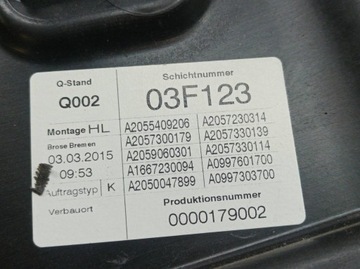 Q-Stand
Q002
Schichtnummer
03F123
Montage HL
Brose Bremen
03.03.2015
09:53
Auftragstyp K
Verbauort
A2055409206 A2057230314
A2057300179 A2057330139
A2059060301 A2057330114
A1667230094 A0997601700
A2050047899 A0997303700
Produktionsnummer
0000179002